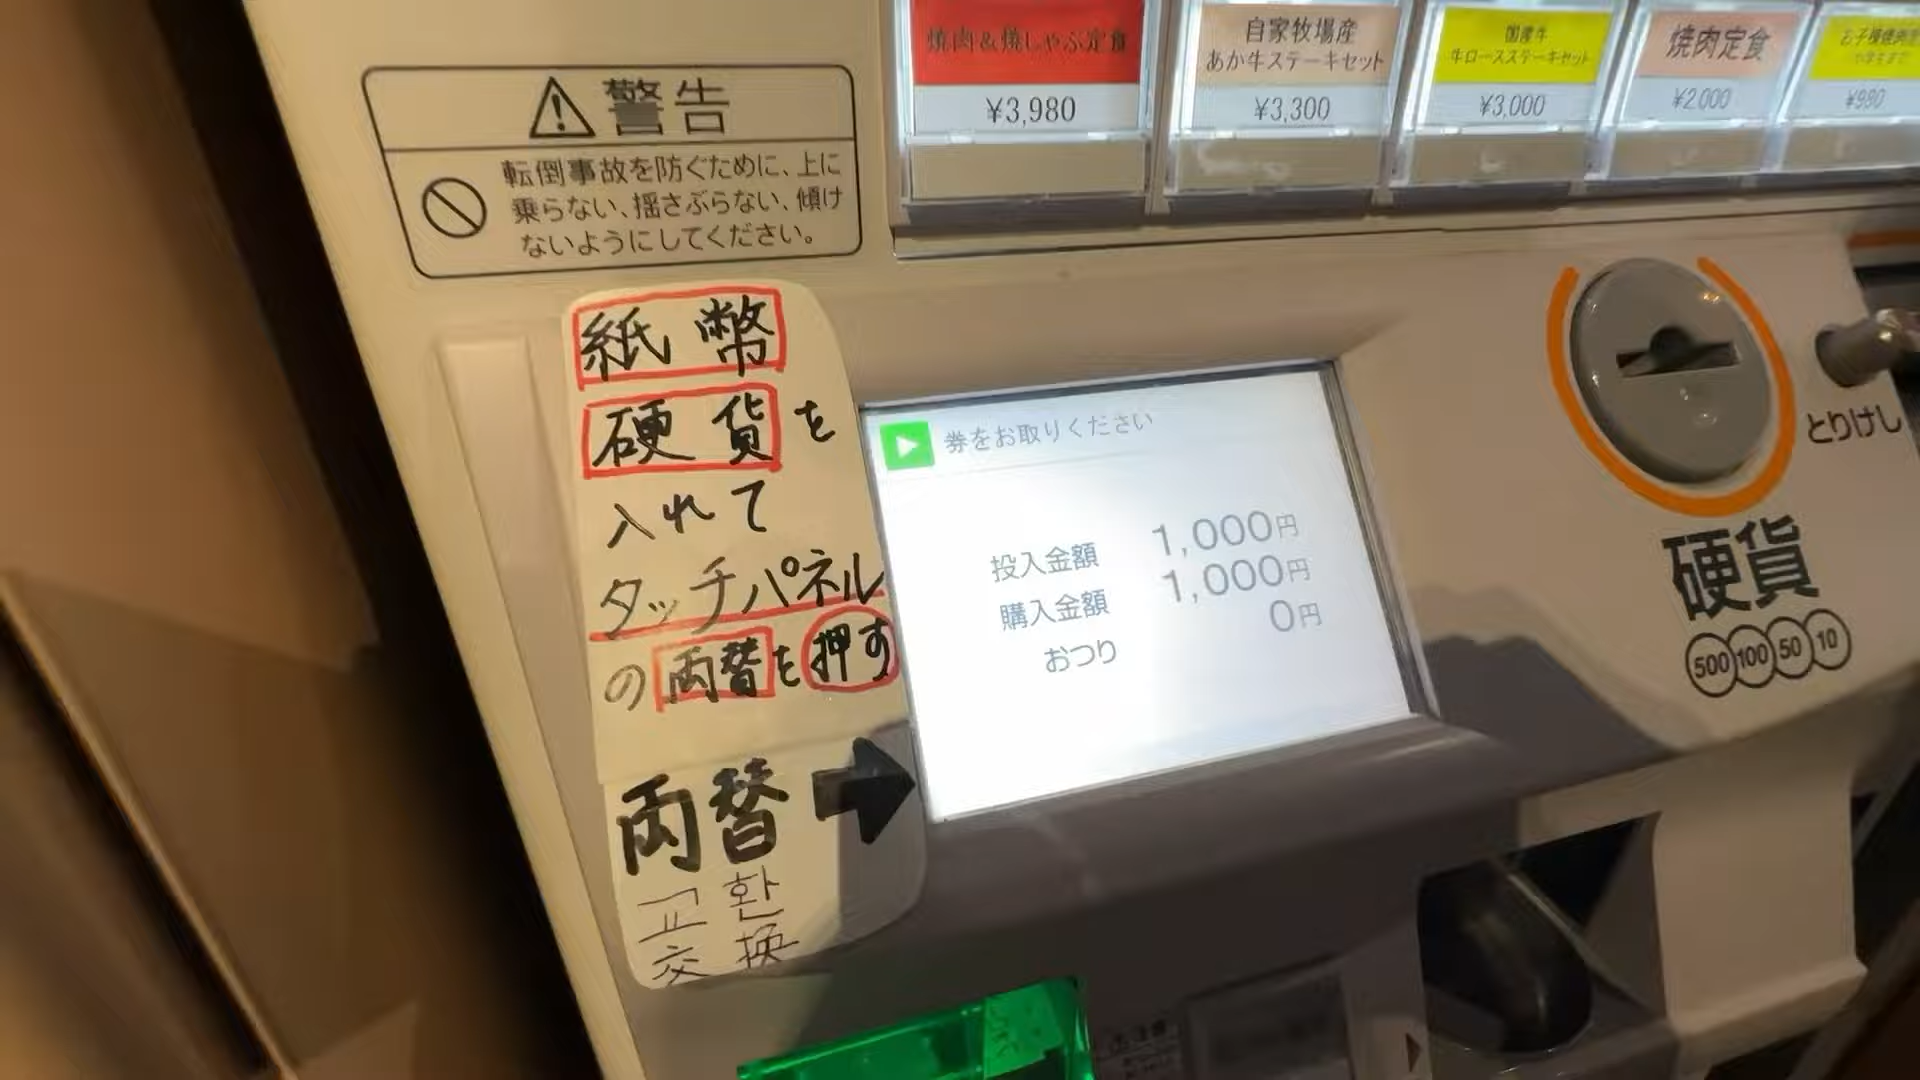 焼肉&焼しゃぶ定食
¥3,980
自家牧場産
あか牛ステーキセット
¥3,300
国産牛
牛ロースステーキセット
¥3,000
焼肉定食
¥2,000
¥980
警告
転倒事故を防ぐために、上に
乗らない、揺さぶらない、傾け
ないようにしてください。
紙幣
硬貨を
入れて
タッチパネル
の両替を押す
両替
교환
交換
券をお取りください
投入金額 1,000円
購入金額 1,000円
おつり 0円
とりけし
硬貨
500 100 50 10